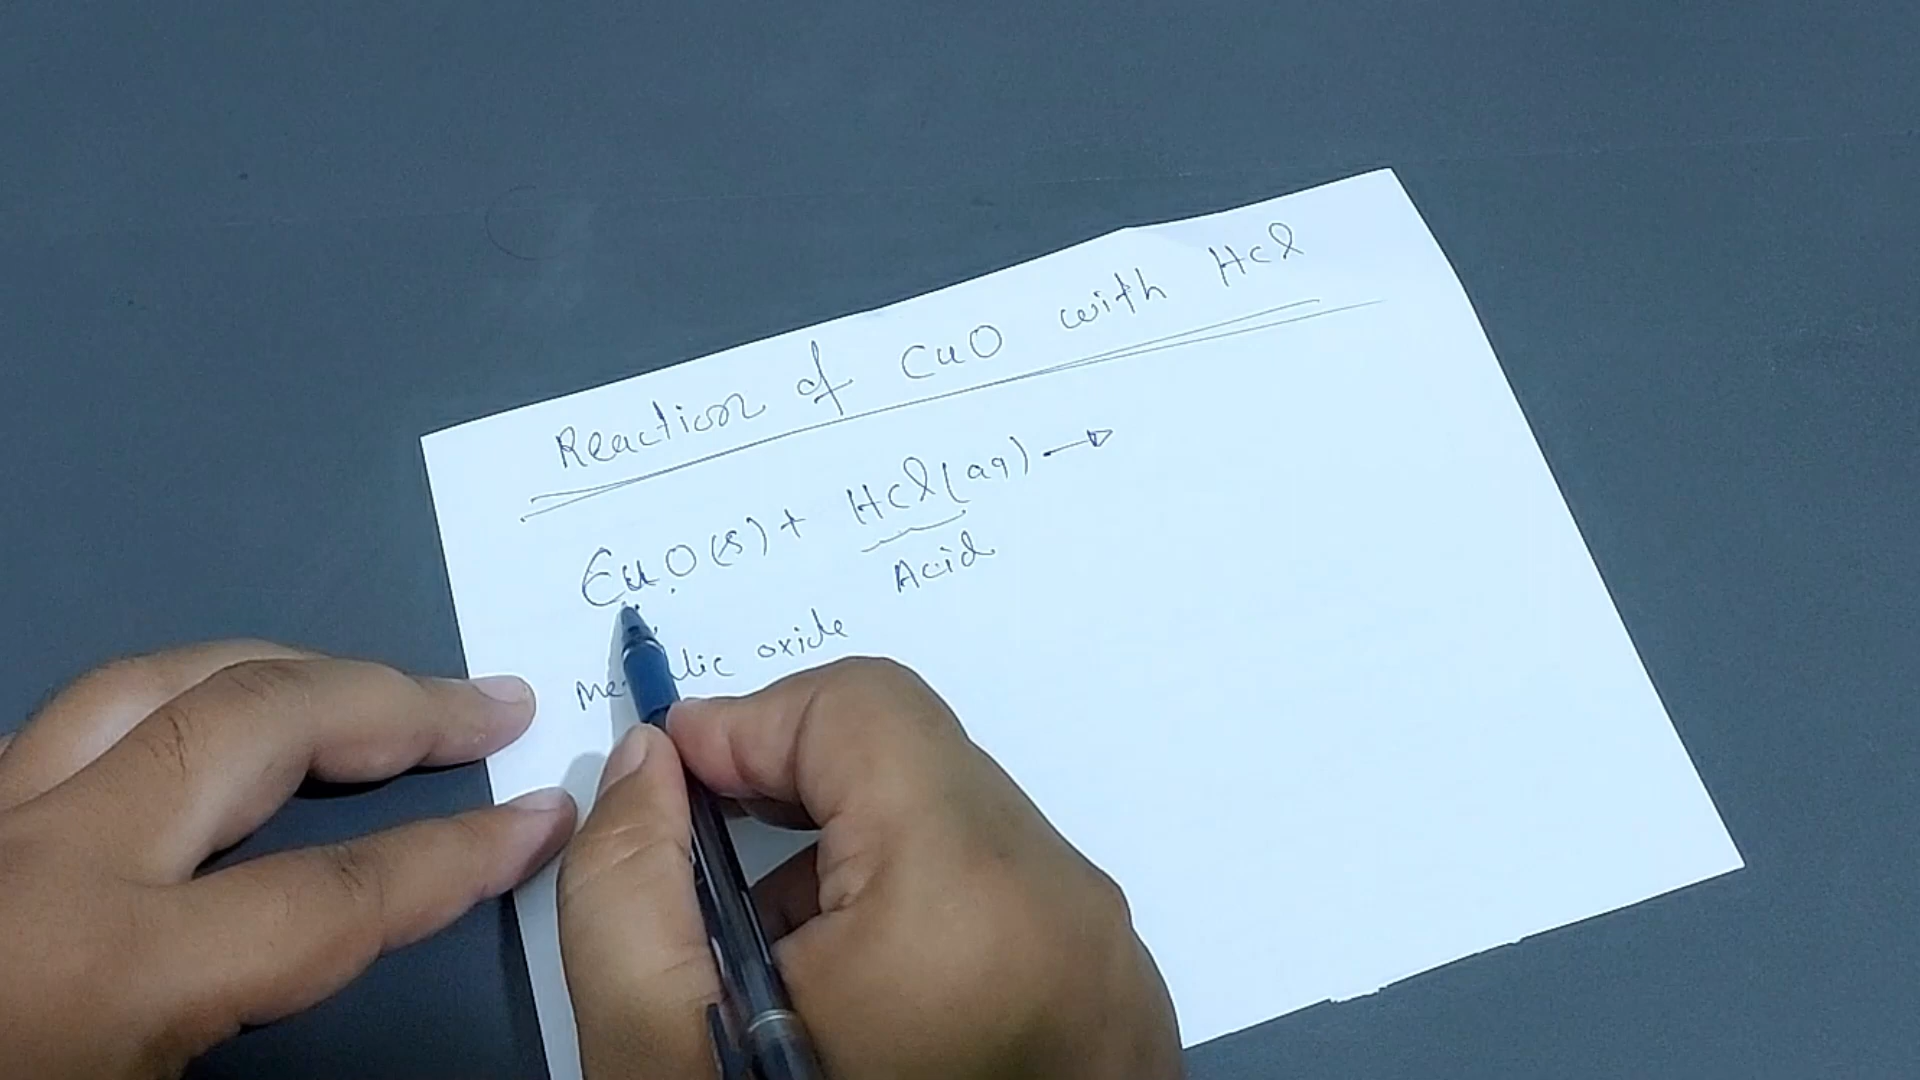 Reaction of CuO with HCl
CuO(s) + HCl(aq) →
Acid
oxide